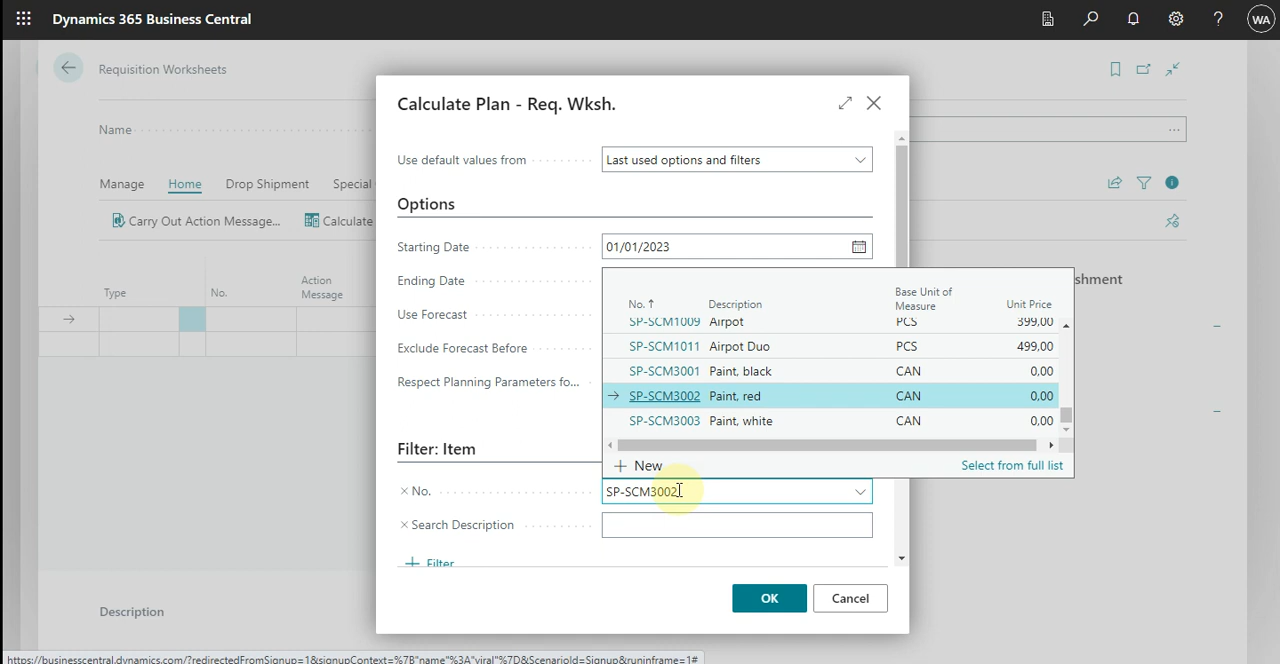 Dynamics 365 Business Central
WA
Requisition Worksheets
Name
Manage Home Drop Shipment Special
Carry Out Action Message... Calculate
Type No. Action Message
Description
Calculate Plan - Req. Wksh.
Use default values from Last used options and filters
Options
Starting Date 01/01/2023
Ending Date
Use Forecast
Exclude Forecast Before
Respect Planning Parameters fo...
No. ↑ Description Base Unit of Measure Unit Price
SP-SCM1009 Airpot PCS 399,00
SP-SCM1011 Airpot Duo PCS 499,00
SP-SCM3001 Paint, black CAN 0,00
SP-SCM3002 Paint, red CAN 0,00
SP-SCM3003 Paint, white CAN 0,00
+ New Select from full list
Filter: Item
× No. SP-SCM3002
× Search Description
+ Filter
OK Cancel
shment
https://businesscentral.dynamics.com/?redirectedFromSignup=1&signupContext=%7B"name"%3A"viral"%7D&ScenarioId=Signup&runinframe=1#